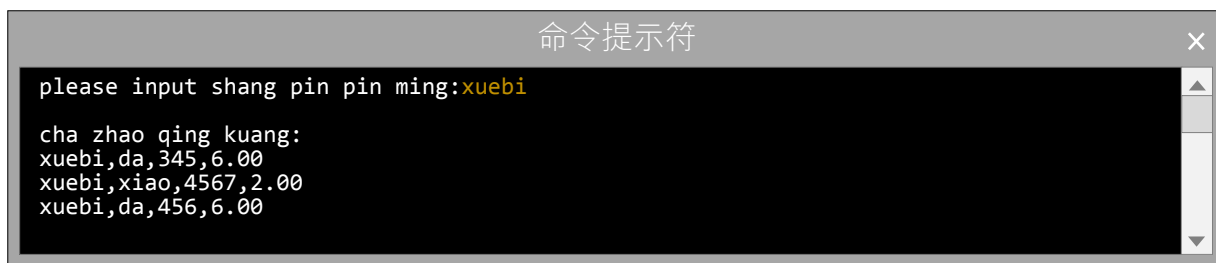 命令提示符
please input shang pin pin ming:xuebi
cha zhao qing kuang:
xuebi,da,345,6.00
xuebi,xiao,4567,2.00
xuebi,da,456,6.00